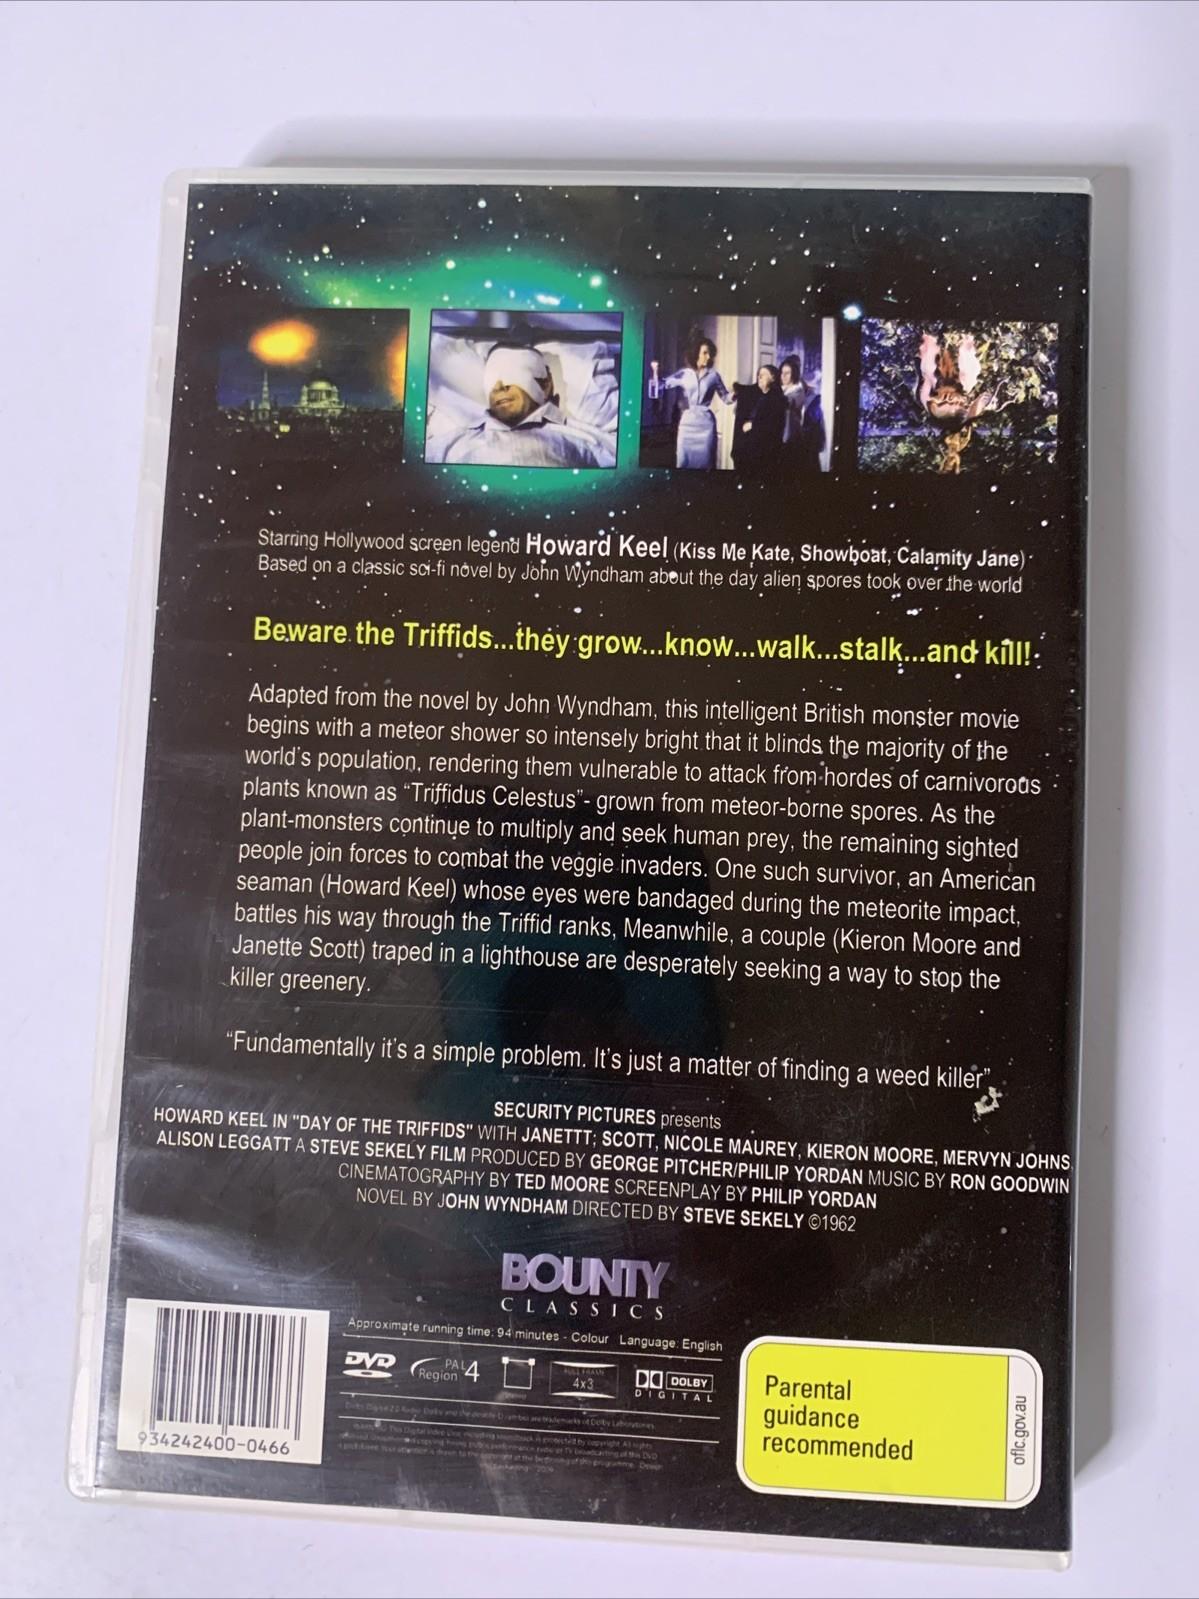 Starring Hollywood screen legend Howard Keel (Kiss Me Kate, Showboat, Calamity Jane)
Based on a classic sci-fi novel by John Wyndham about the day alien spores took over the world
Beware the Triffids...they grow...know...walk...stalk...and kill!
Adapted from the novel by John Wyndham, this intelligent British monster movie
begins with a meteor shower so intensely bright that it blinds the majority of the
world's population, rendering them vulnerable to attack from hordes of carnivorous
plants known as "Triffidus Celestus"- grown from meteor-borne spores. As the
plant-monsters continue to multiply and seek human prey, the remaining sighted
people join forces to combat the veggie invaders. One such survivor, an American
seaman (Howard Keel) whose eyes were bandaged during the meteorite impact,
battles his way through the Triffid ranks, Meanwhile, a couple (Kieron Moore and
Janette Scott) traped in a lighthouse are desperately seeking a way to stop the
killer greenery.
"Fundamentally it's a simple problem. It's just a matter of finding a weed killer"
SECURITY PICTURES presents
HOWARD KEEL IN "DAY OF THE TRIFFIDS" WITH JANETTT; SCOTT, NICOLE MAUREY, KIERON MOORE, MERVYN JOHNS
ALISON LEGGATT A STEVE SEKELY FILM PRODUCED BY GEORGE PITCHER/PHILIP YORDAN MUSIC BY RON GOODWIN
CINEMATOGRAPHY BY TED MOORE SCREENPLAY BY PHILIP YORDAN
NOVEL BY JOHN WYNDHAM DIRECTED BY STEVE SEKELY ©1962
BOUNTY
CLASSICS
Approximate running time: 94 minutes - Colour Language: English
DVD PAL Region 4 FULL FRAME 4x3 DOLBY DIGITAL
934242400-0466
Parental
guidance
recommended
oflc.gov.au